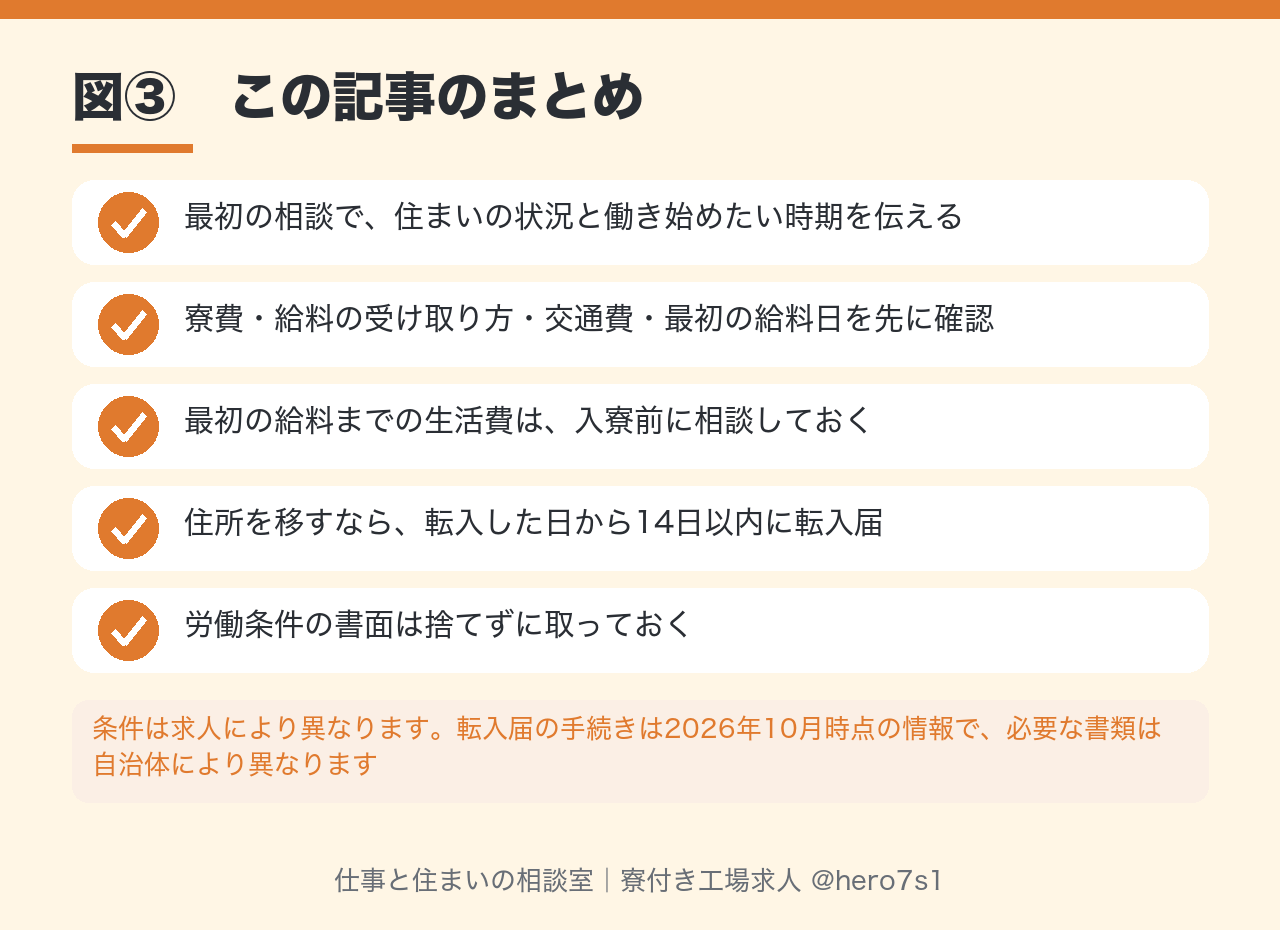 図③　この記事のまとめ
最初の相談で、住まいの状況と働き始めたい時期を伝える
寮費・給料の受け取り方・交通費・最初の給料日を先に確認
最初の給料までの生活費は、入寮前に相談しておく
住所を移すなら、転入した日から14日以内に転入届
労働条件の書面は捨てずに取っておく
条件は求人により異なります。転入届の手続きは2026年10月時点の情報で、必要な書類は
自治体により異なります
仕事と住まいの相談室｜寮付き工場求人 @hero7s1